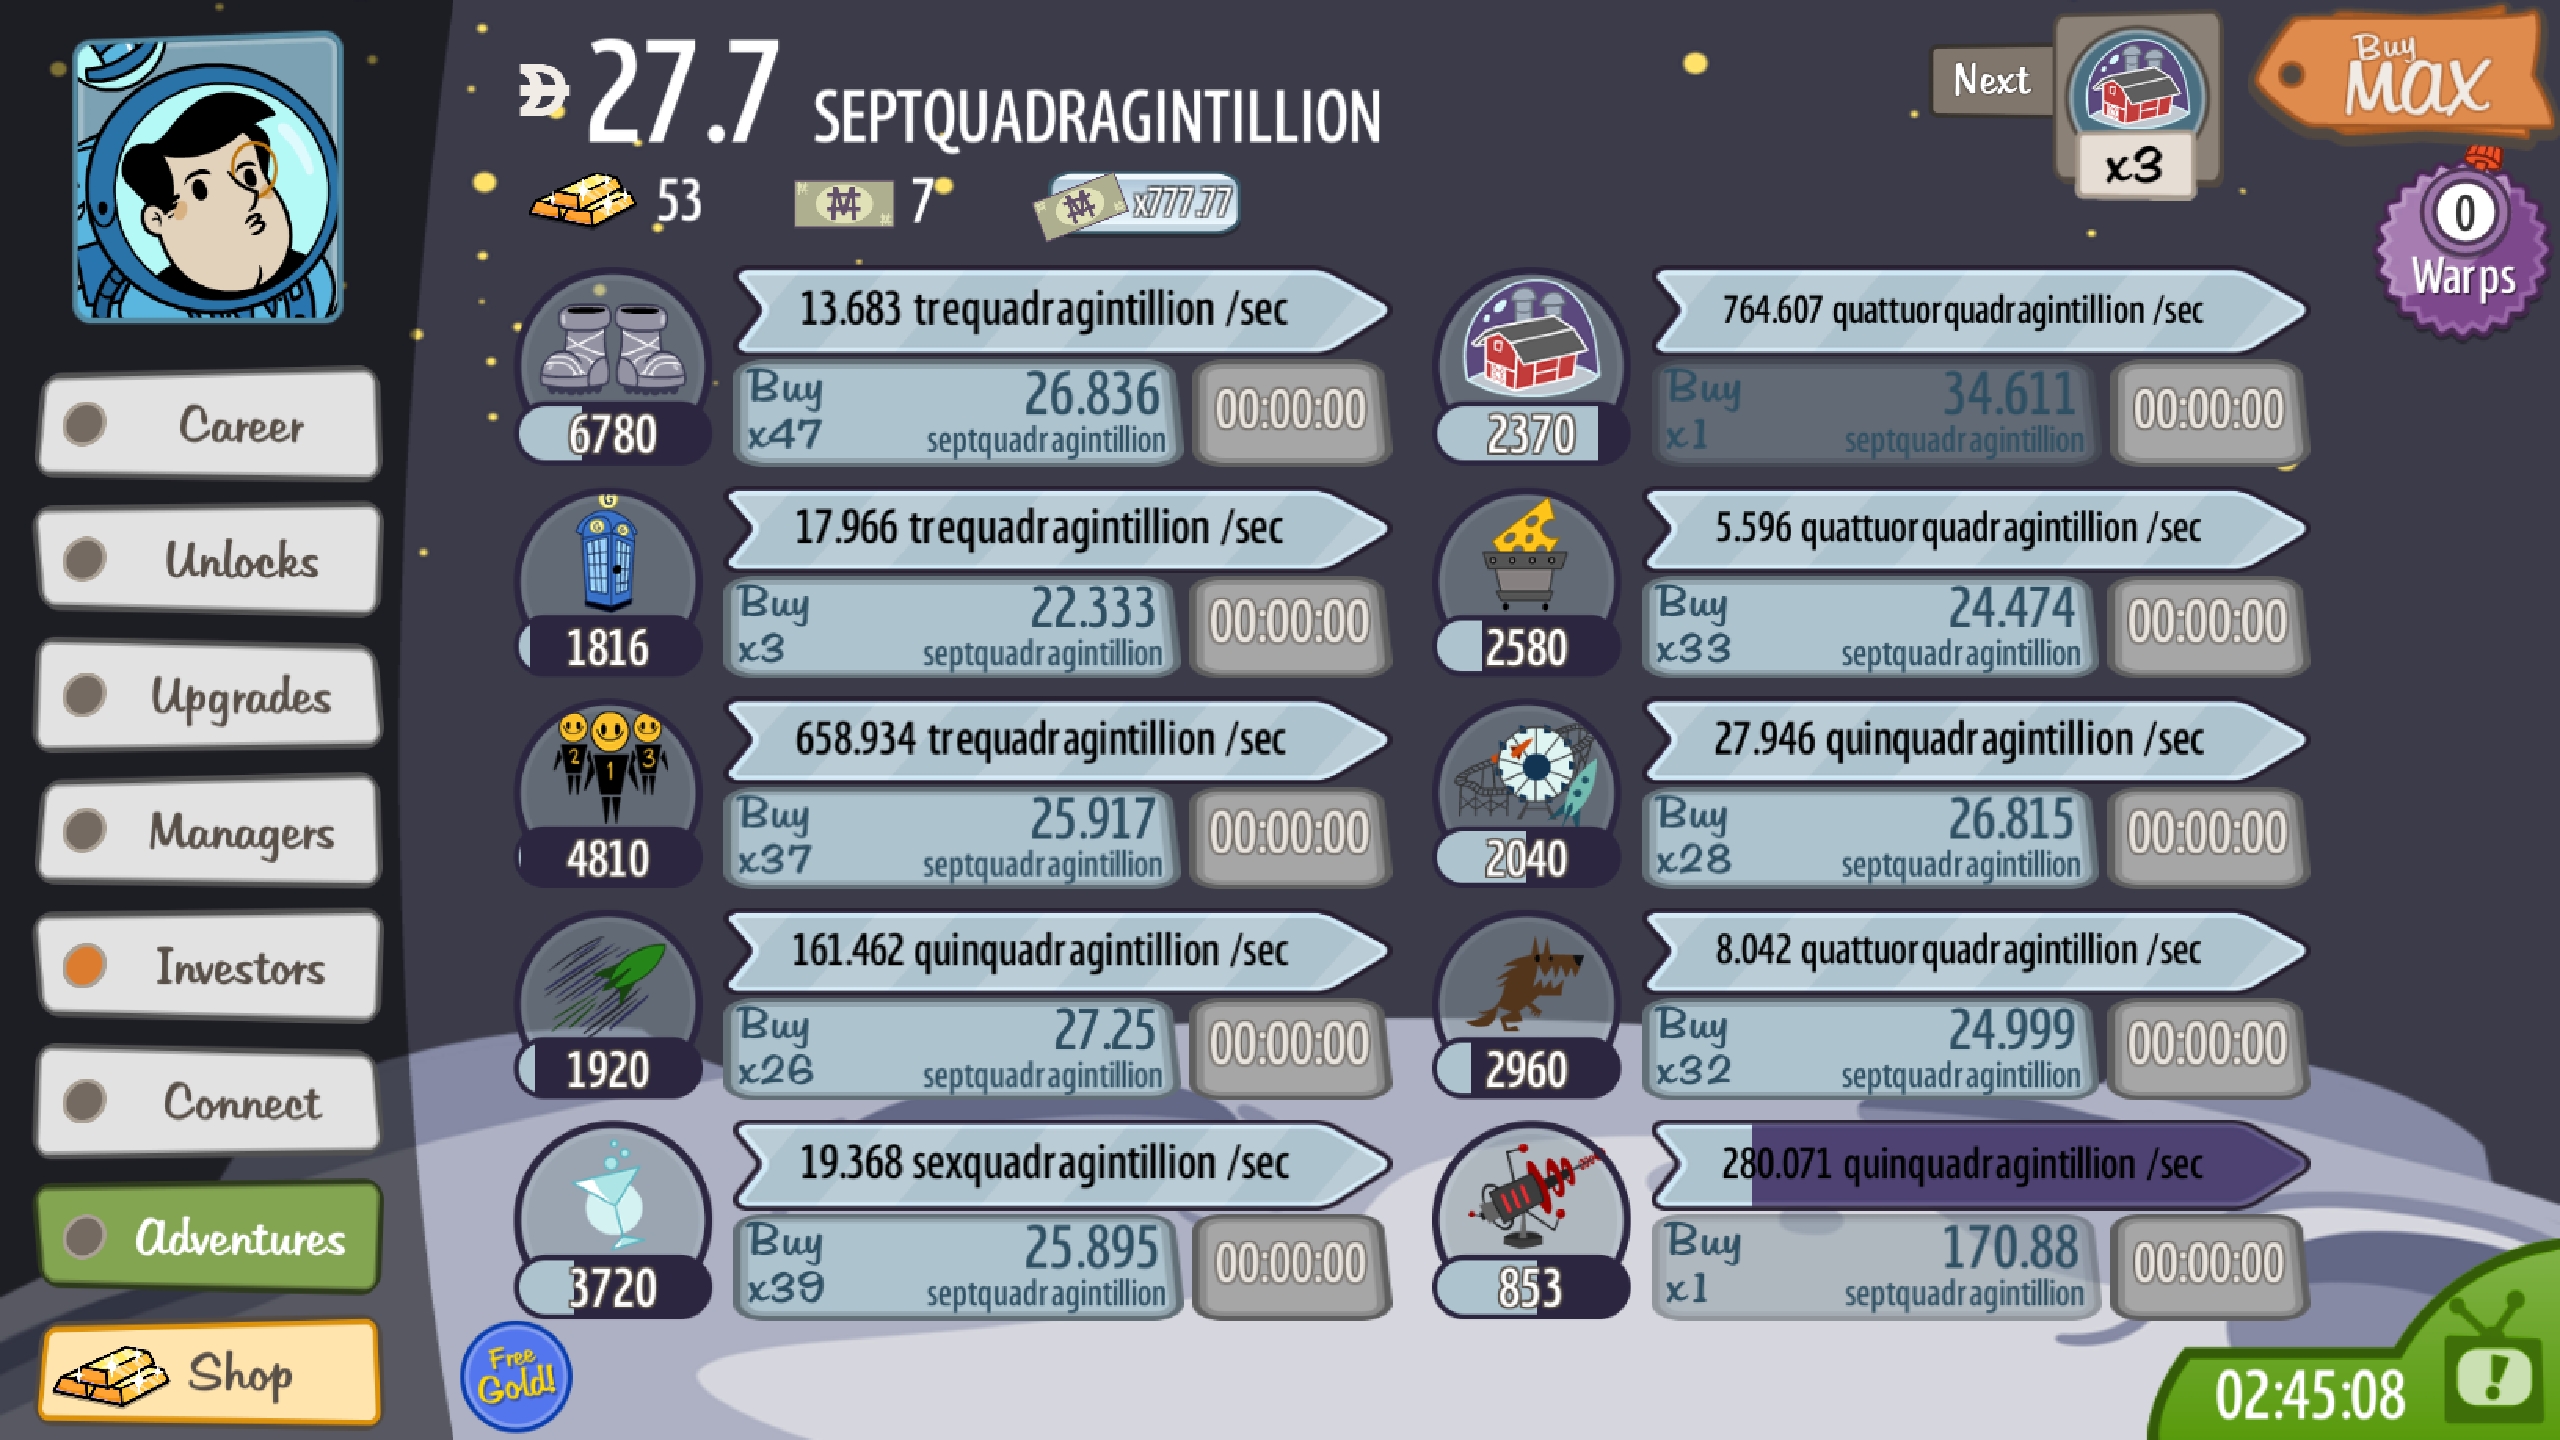 27.7 SEPTQUADRAGINTILLION
Next
x3
Buy
MAX
53
7
x777.77
0
Warps
Career
Unlocks
Upgrades
Managers
Investors
Connect
Adventures
Shop
13.683 trequadragintillion /sec
6780
Buy
x47
26.836
septquadragintillion
00:00:00
G
G G
17.966 trequadragintillion /sec
1816
Buy
x3
22.333
septquadragintillion
00:00:00
2 1 3
658.934 trequadragintillion /sec
4810
Buy
x37
25.917
septquadragintillion
00:00:00
161.462 quinquadragintillion /sec
1920
Buy
x26
27.25
septquadragintillion
00:00:00
19.368 sexquadragintillion /sec
3720
Buy
x39
25.895
septquadragintillion
00:00:00
764.607 quattuorquadragintillion /sec
2370
Buy
x1
34.611
septquadragintillion
00:00:00
5.596 quattuorquadragintillion /sec
2580
Buy
x33
24.474
septquadragintillion
00:00:00
27.946 quinquadragintillion /sec
2040
Buy
x28
26.815
septquadragintillion
00:00:00
8.042 quattuorquadragintillion /sec
2960
Buy
x32
24.999
septquadragintillion
00:00:00
280.071 quinquadragintillion /sec
853
Buy
x1
170.88
septquadragintillion
00:00:00
Free
Gold!
02:45:08
!